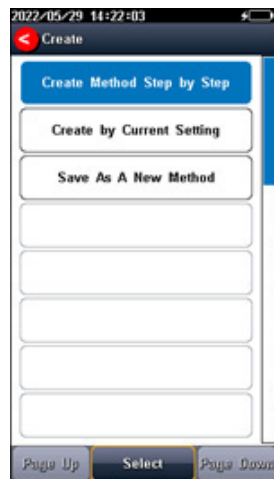 2022/05/29 14:22:03
Create
Create Method Step by Step
Create by Current Setting
Save As A New Method
Page Up Select Page Down